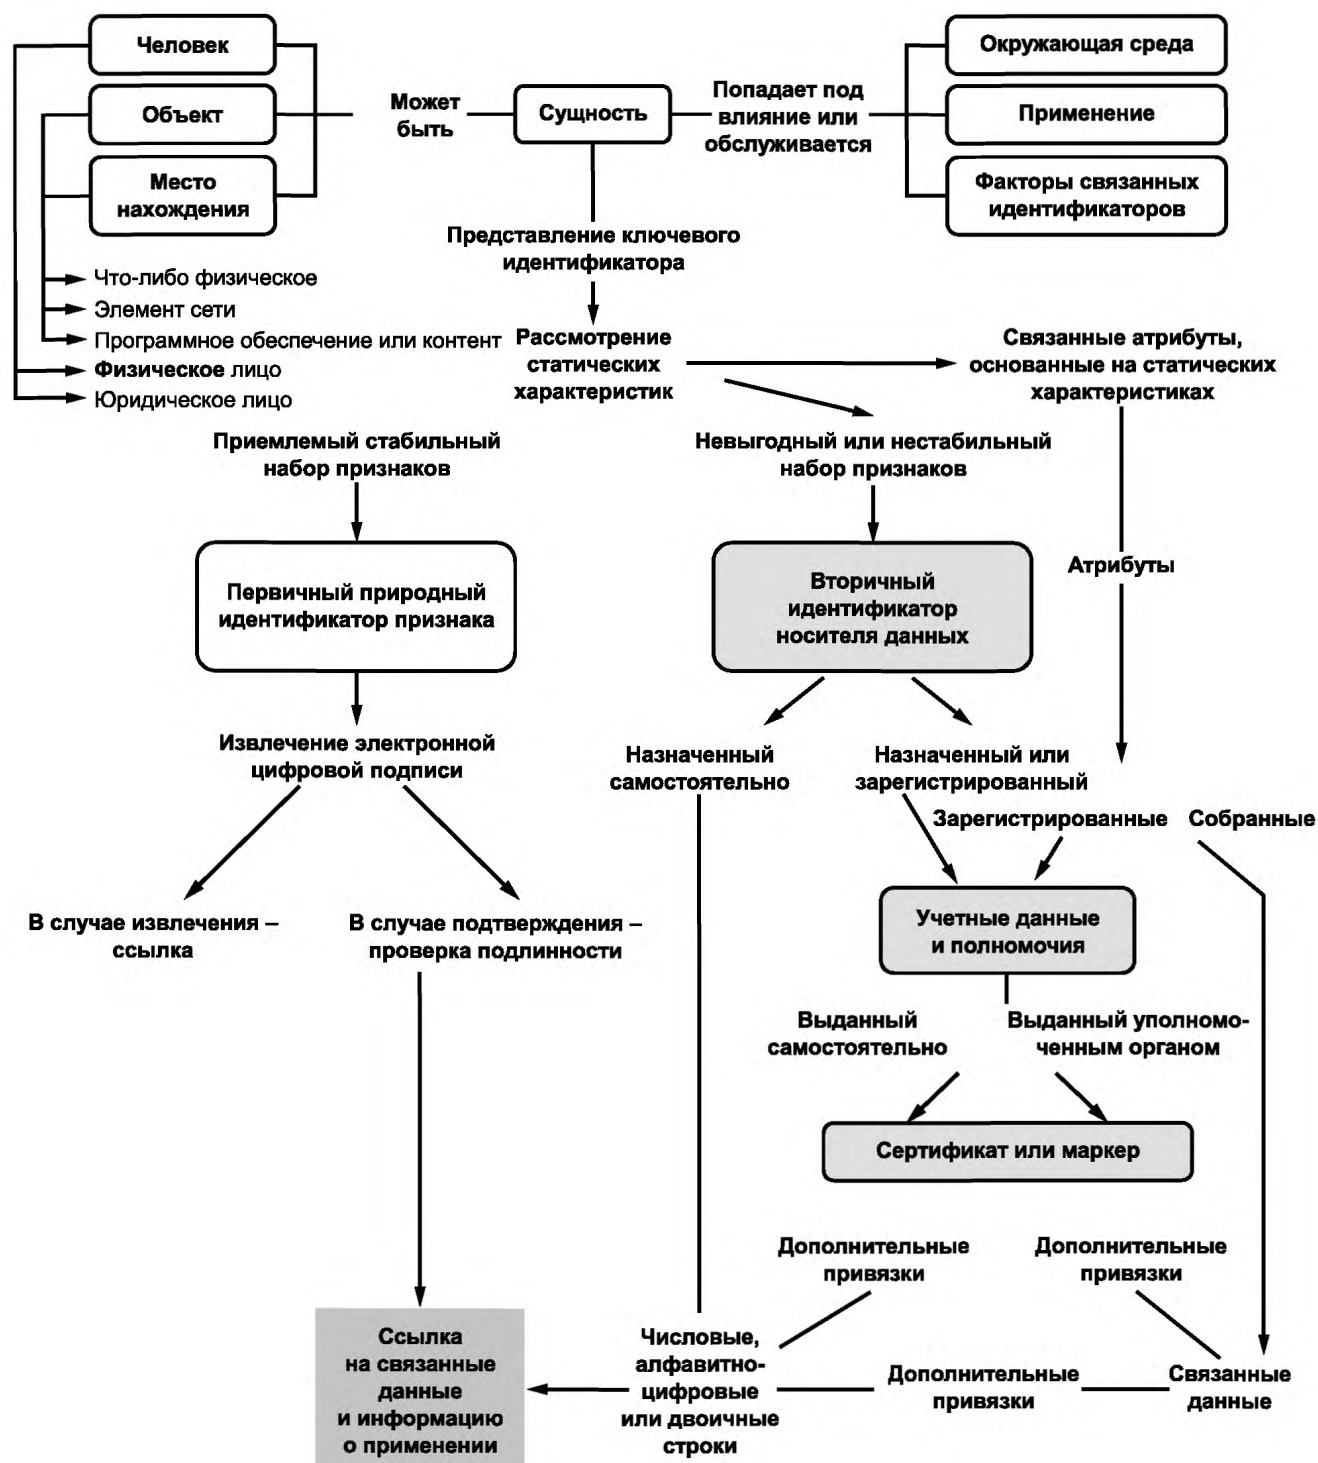 Человек
Объект
Место
нахождения
Может
быть
Сущность
Попадает под
влияние или
обслуживается
Окружающая среда
Применение
Факторы связанных
идентификаторов
Представление ключевого
идентификатора
Что-либо физическое
Элемент сети
Программное обеспечение или контент
Физическое лицо
Юридическое лицо
Рассмотрение
статических
характеристик
Связанные атрибуты,
основанные на статических
характеристиках
Приемлемый стабильный
набор признаков
Невыгодный или нестабильный
набор признаков
Первичный природный
идентификатор признака
Вторичный
идентификатор
носителя данных
Атрибуты
Извлечение электронной
цифровой подписи
Назначенный
самостоятельно
Назначенный или
зарегистрированный
Зарегистрированные
Собранные
В случае извлечения –
ссылка
В случае подтверждения –
проверка подлинности
Учетные данные
и полномочия
Выданный
самостоятельно
Выданный уполномо-
ченным органом
Сертификат или маркер
Дополнительные
привязки
Дополнительные
привязки
Ссылка
на связанные
данные
и информацию
о применении
Числовые,
алфавитно-
цифровые
или двоичные
строки
Дополнительные
привязки
Связанные
данные